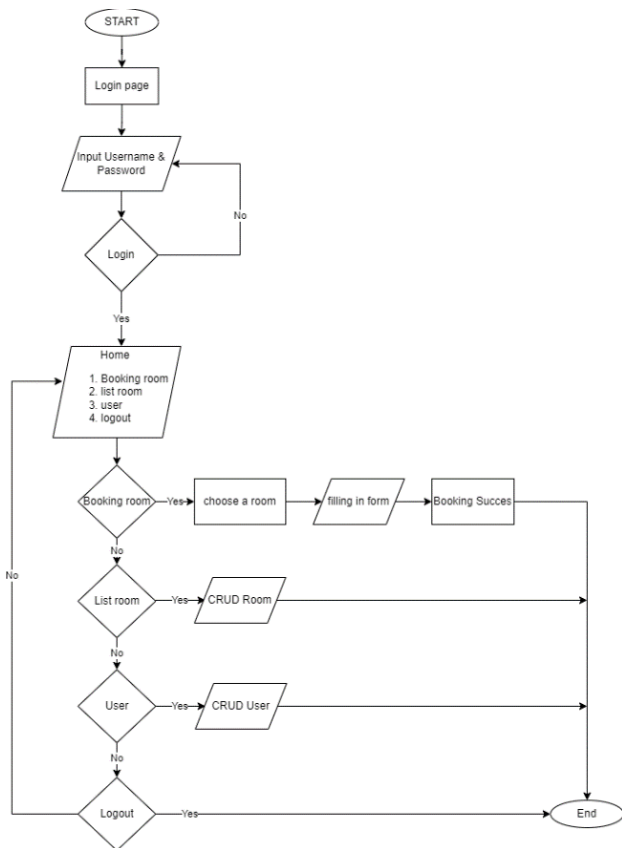 START
Login page
Input Username &
Password
No
Login
Yes
Home
1. Booking room
2. list room
3. user
4. logout
Booking room
Yes
choose a room
filling in form
Booking Succes
No
No
List room
Yes
CRUD Room
No
User
Yes
CRUD User
No
Logout
Yes
End